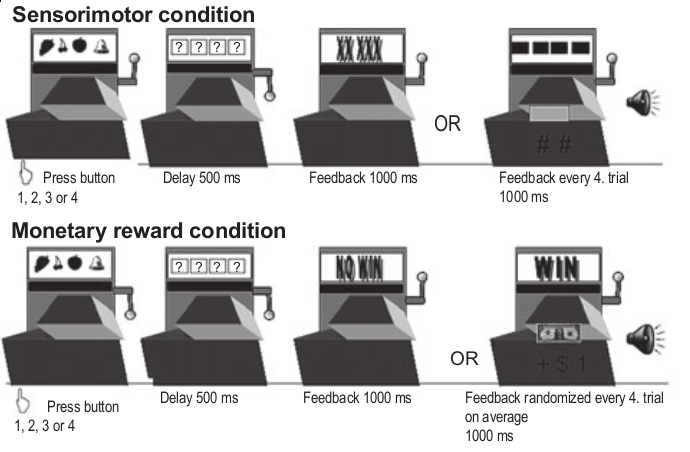 Sensorimotor condition
? ? ? ?
XX XXX
OR
# #
Press button
1, 2, 3 or 4
Delay 500 ms
Feedback 1000 ms
Feedback every 4. trial
1000 ms
Monetary reward condition
? ? ? ?
NO WIN
WIN
OR
+ $ 1
Press button
1, 2, 3 or 4
Delay 500 ms
Feedback 1000 ms
Feedback randomized every 4. trial
on average
1000 ms